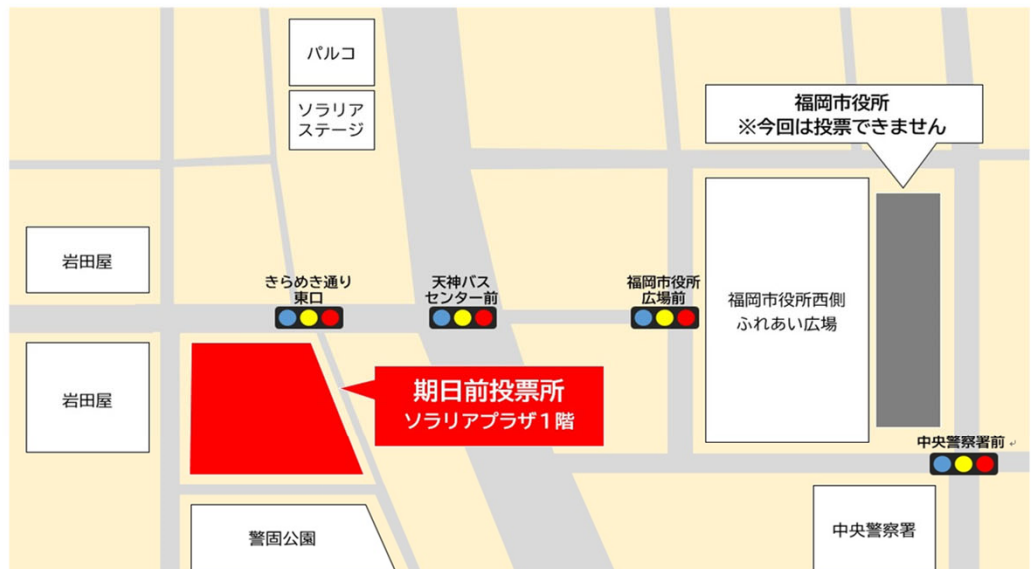 パルコ
ソラリア
ステージ
福岡市役所
※今回は投票できません
岩田屋
きらめき通り
東口
天神バス
センター前
福岡市役所
広場前
福岡市役所西側
ふれあい広場
岩田屋
期日前投票所
ソラリアプラザ1階
中央警察署前
警固公園
中央警察署